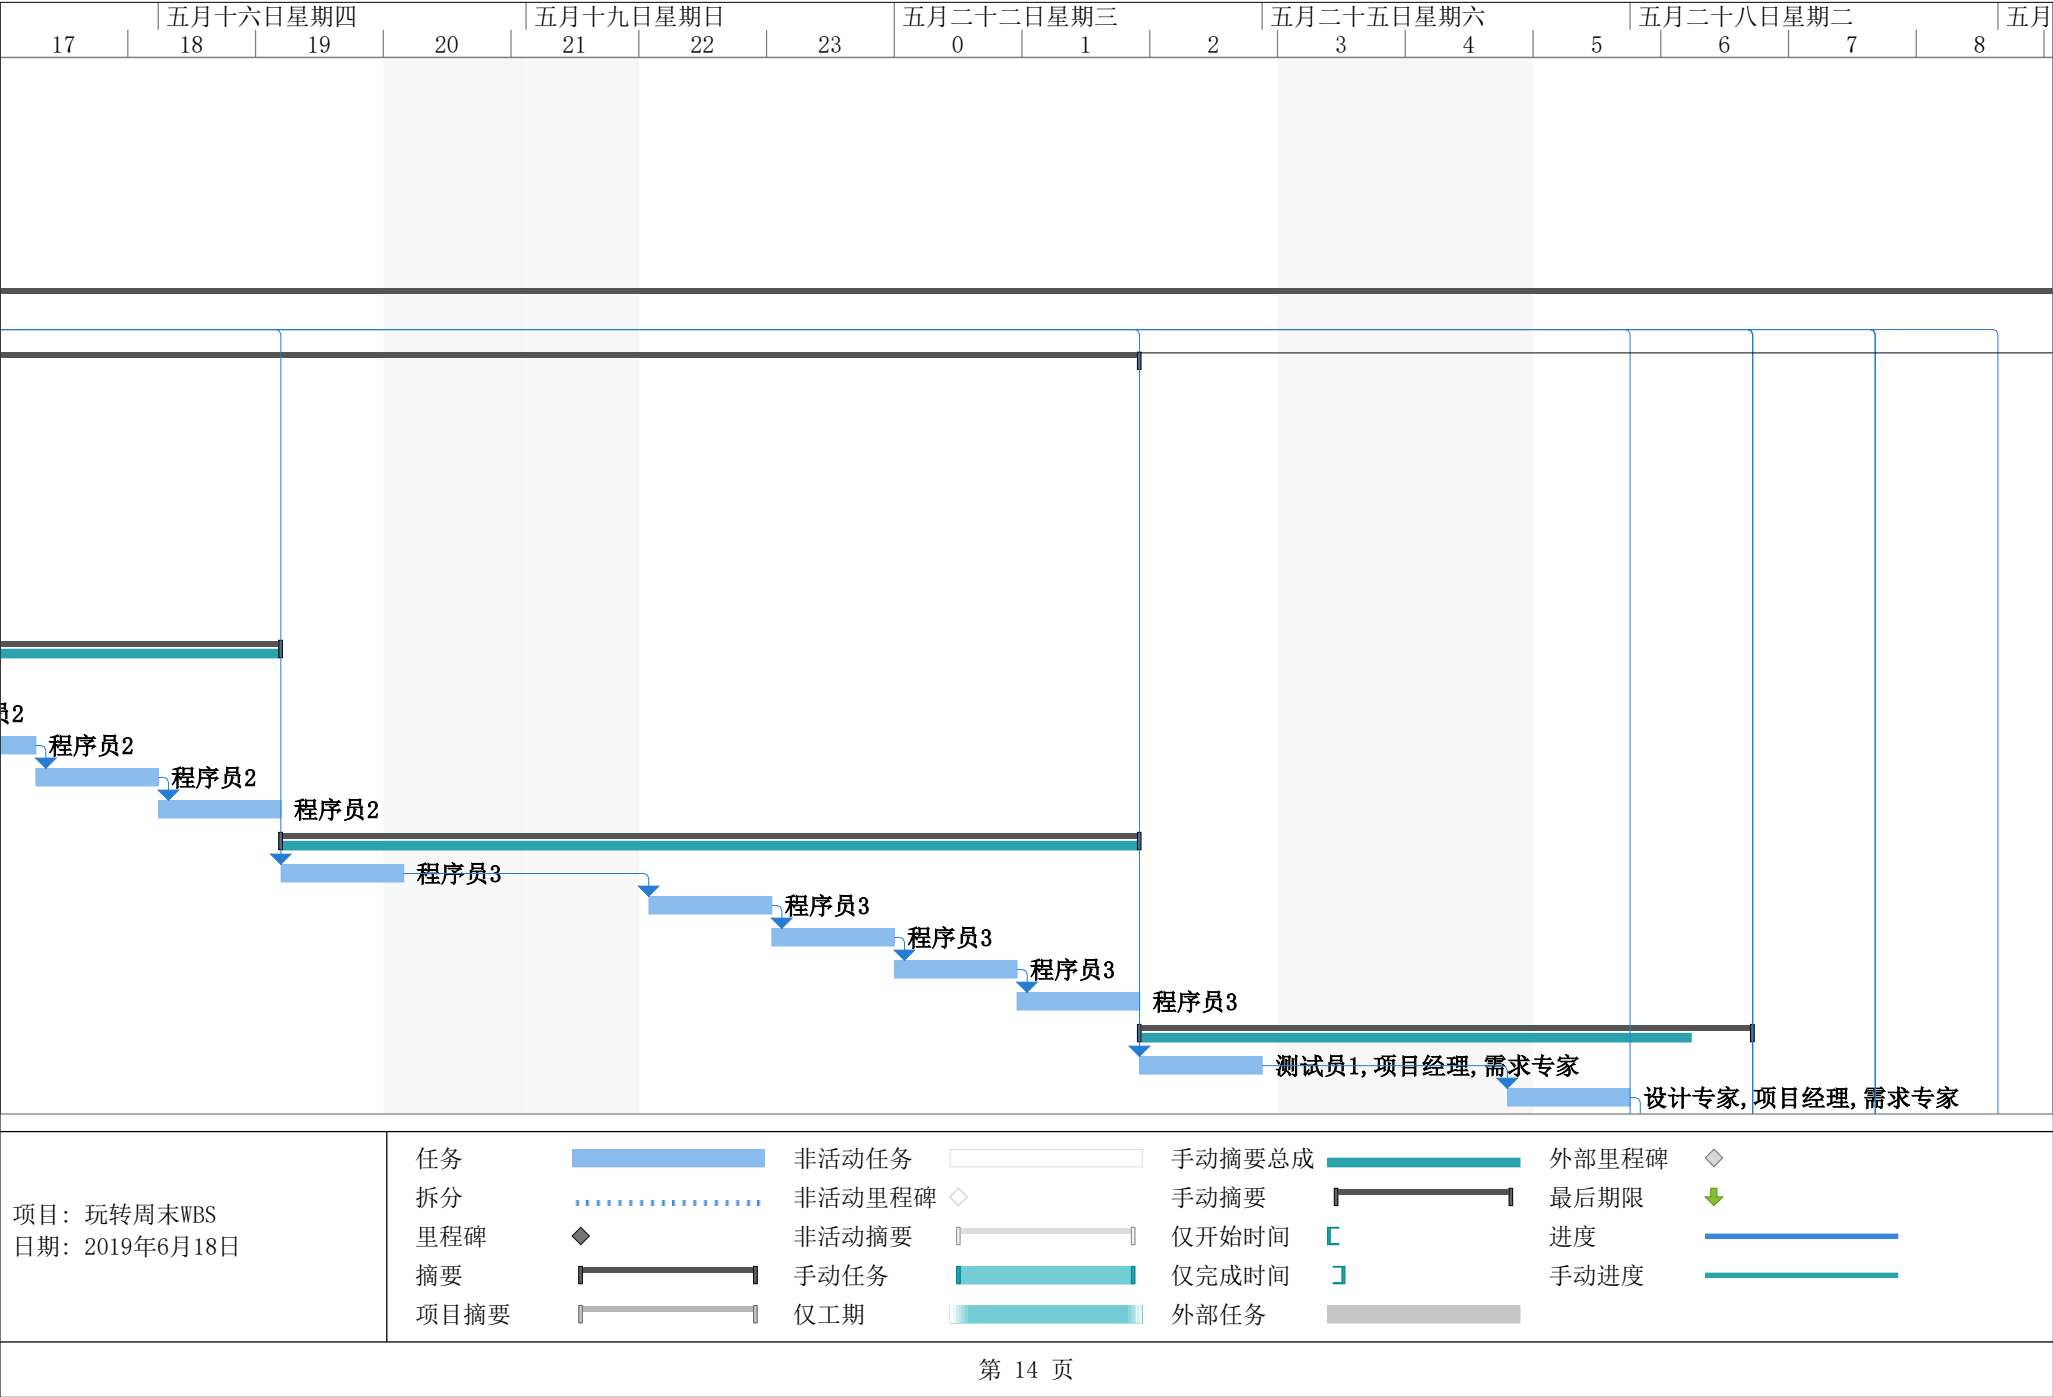 五月十六日星期四 五月十九日星期日 五月二十二日星期三 五月二十五日星期六 五月二十八日星期二 五月
17 18 19 20 21 22 23 0 1 2 3 4 5 6 7 8
员2
程序员2
程序员2
程序员2
程序员3
程序员3
程序员3
程序员3
程序员3
测试员1,项目经理,需求专家
设计专家,项目经理,需求专家
项目: 玩转周末WBS
日期: 2019年6月18日
任务 非活动任务 手动摘要总成 外部里程碑
拆分 非活动里程碑 手动摘要 最后期限
里程碑 非活动摘要 仅开始时间 进度
摘要 手动任务 仅完成时间 手动进度
项目摘要 仅工期 外部任务
第 14 页